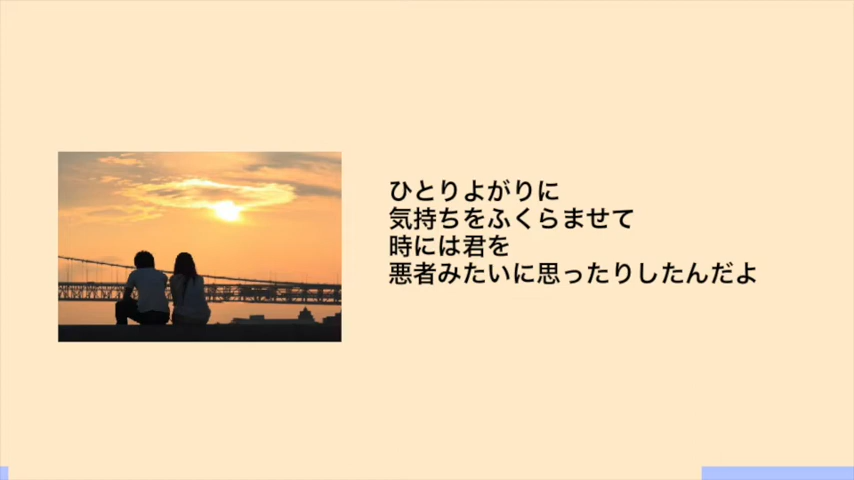 ひとりよがりに
気持ちをふくらませて
時には君を
悪者みたいに思ったりしたんだよ